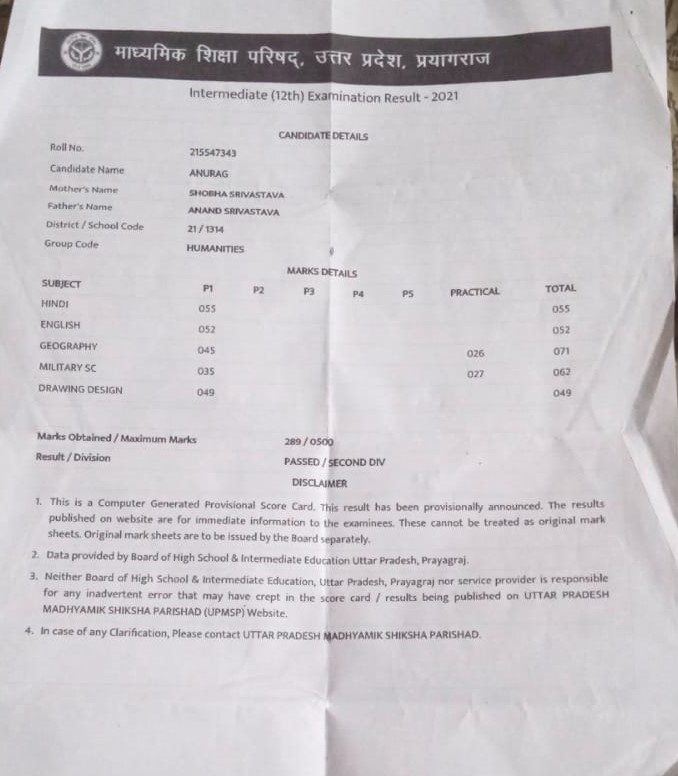 माध्यमिक शिक्षा परिषद्, उत्तर प्रदेश, प्रयागराज
Intermediate (12th) Examination Result - 2021
CANDIDATE DETAILS
Roll No. 215547343
Candidate Name ANURAG
Mother's Name SHOBHA SRIVASTAVA
Father's Name ANAND SRIVASTAVA
District / School Code 21 / 1314
Group Code HUMANITIES
MARKS DETAILS
SUBJECT P1 P2 P3 P4 P5 PRACTICAL TOTAL
HINDI 055 055
ENGLISH 052 052
GEOGRAPHY 045 026 071
MILITARY SC 035 027 062
DRAWING DESIGN 049 049
Marks Obtained / Maximum Marks 289 / 0500
Result / Division PASSED / SECOND DIV
DISCLAIMER
1. This is a Computer Generated Provisional Score Card. This result has been provisionally announced. The results
published on website are for immediate information to the examinees. These cannot be treated as original mark
sheets. Original mark sheets are to be issued by the Board separately.
2. Data provided by Board of High School & Intermediate Education Uttar Pradesh, Prayagraj.
3. Neither Board of High School & Intermediate Education, Uttar Pradesh, Prayagraj nor service provider is responsible
for any inadvertent error that may have crept in the score card / results being published on UTTAR PRADESH
MADHYAMIK SHIKSHA PARISHAD (UPMSP) Website.
4. In case of any Clarification, Please contact UTTAR PRADESH MADHYAMIK SHIKSHA PARISHAD.